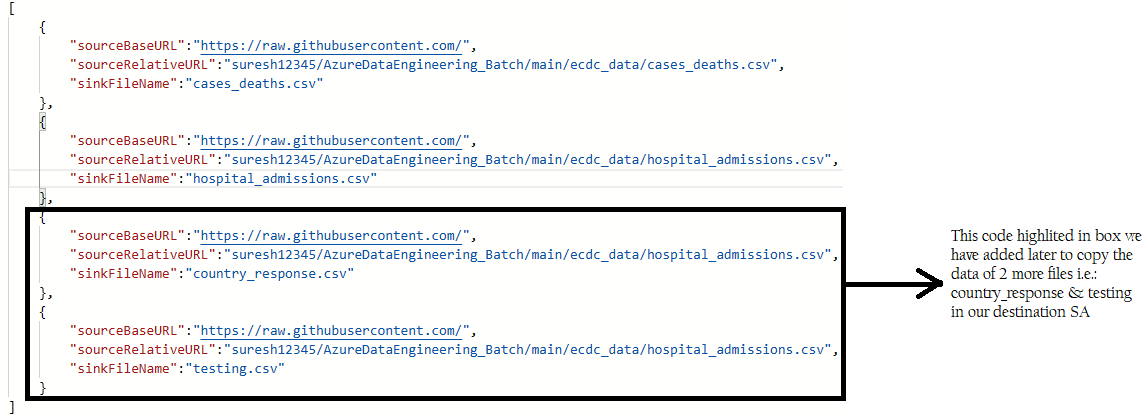 [
{
"sourceBaseURL":"https://raw.githubusercontent.com/",
"sourceRelativeURL":"suresh12345/AzureDataEngineering_Batch/main/ecdc_data/cases_deaths.csv",
"sinkFileName":"cases_deaths.csv"
},
{
"sourceBaseURL":"https://raw.githubusercontent.com/",
"sourceRelativeURL":"suresh12345/AzureDataEngineering_Batch/main/ecdc_data/hospital_admissions.csv",
"sinkFileName":"hospital_admissions.csv"
},
{
"sourceBaseURL":"https://raw.githubusercontent.com/",
"sourceRelativeURL":"suresh12345/AzureDataEngineering_Batch/main/ecdc_data/hospital_admissions.csv",
"sinkFileName":"country_response.csv"
},
{
"sourceBaseURL":"https://raw.githubusercontent.com/",
"sourceRelativeURL":"suresh12345/AzureDataEngineering_Batch/main/ecdc_data/hospital_admissions.csv",
"sinkFileName":"testing.csv"
}
]
This code highlited in box we
have added later to copy the
data of 2 more files i.e.:
country_response & testing
in our destination SA